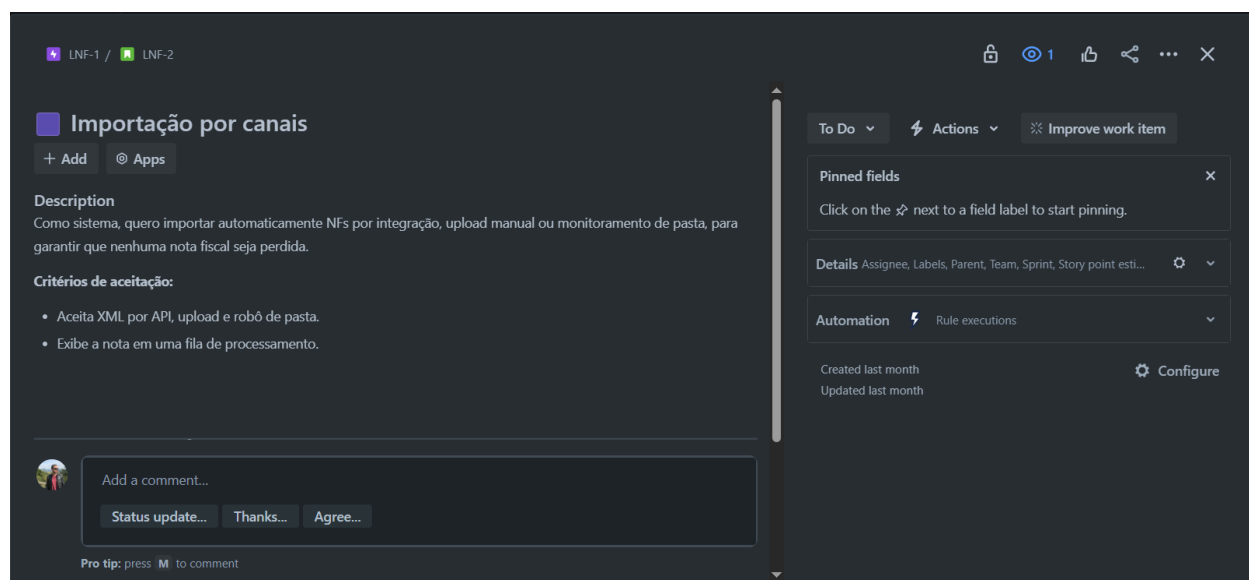 LNF-1 / LNF-2
1
Importação por canais
+ Add Apps
Description
Como sistema, quero importar automaticamente NFs por integração, upload manual ou monitoramento de pasta, para
garantir que nenhuma nota fiscal seja perdida.
Critérios de aceitação:
• Aceita XML por API, upload e robô de pasta.
• Exibe a nota em uma fila de processamento.
Add a comment...
Status update... Thanks... Agree...
Pro tip: press M to comment
To Do Actions Improve work item
Pinned fields
Click on the next to a field label to start pinning.
Details Assignee, Labels, Parent, Team, Sprint, Story point esti...
Automation Rule executions
Created last month
Configure
Updated last month